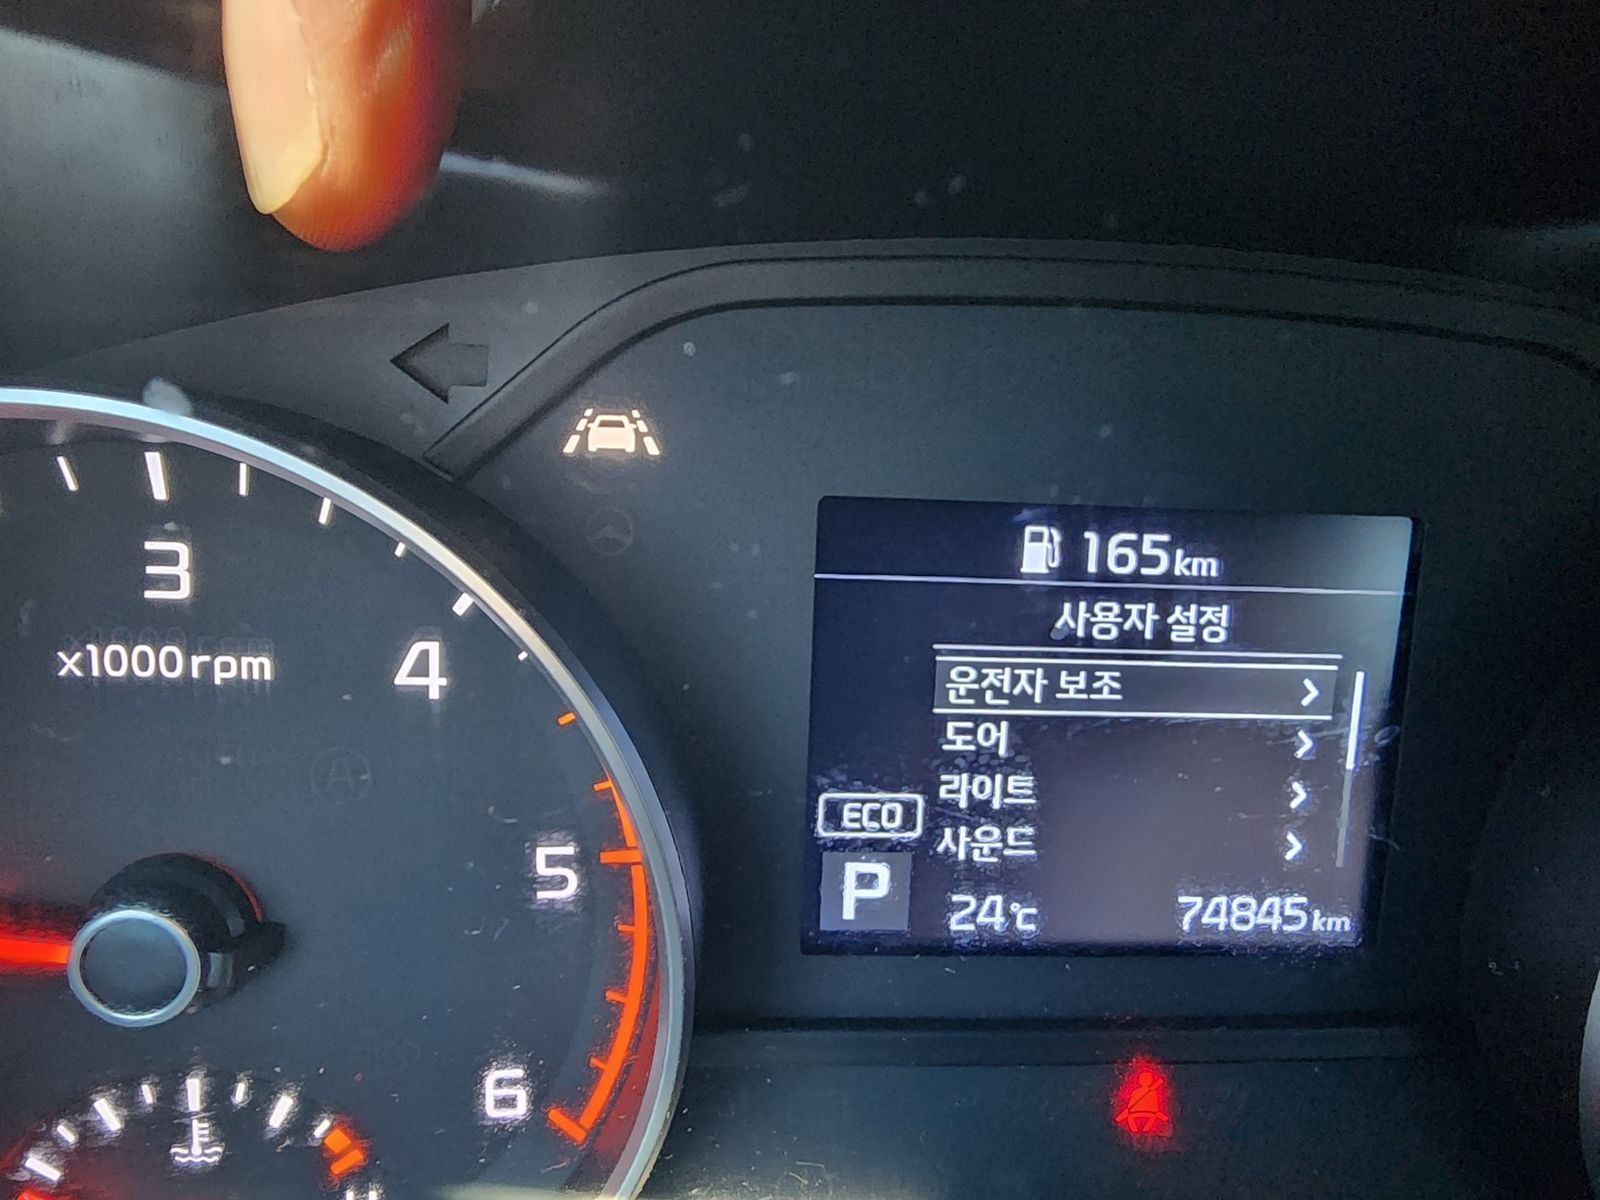 165km
사용자 설정
운전자 보조
도어
라이트
사운드
ECO
P
24℃
74845km
3
x1000rpm
4
5
6